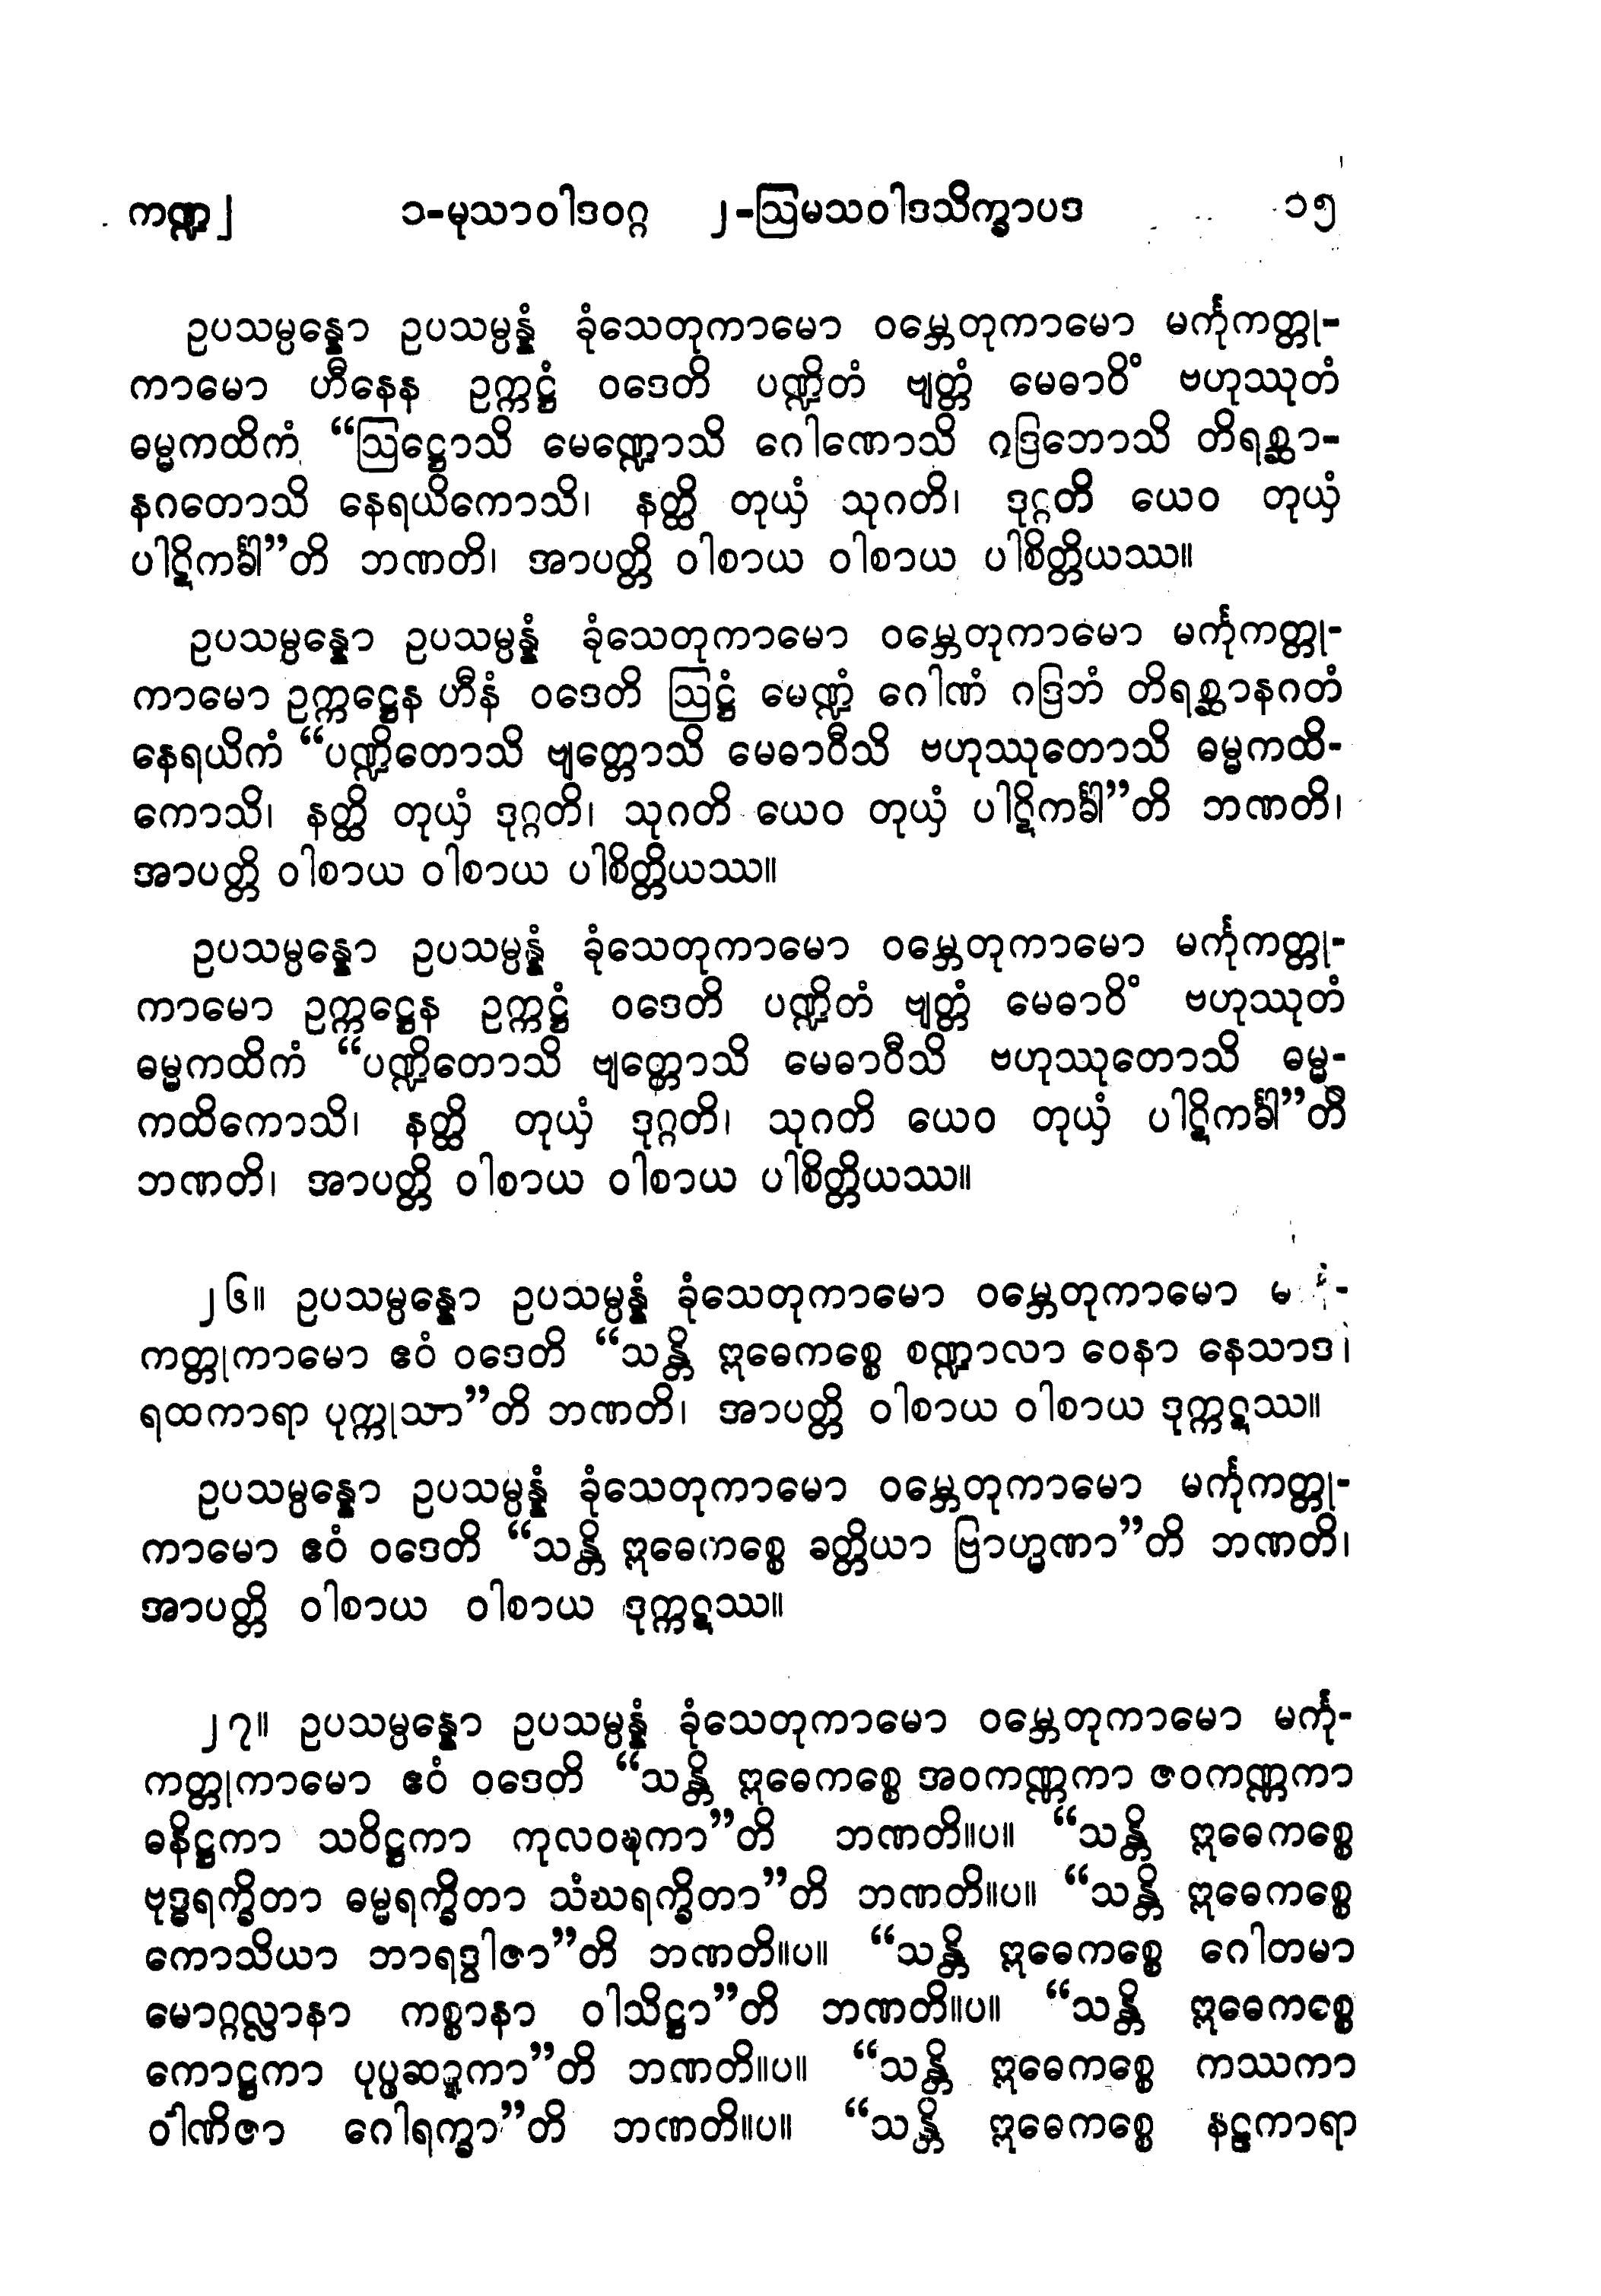 ကဏ္ဍ] ၁-မုသာဝါဒဝဂ္ဂ ၂-ဩမသဝါဒသိက္ခာပဒ ၁၅
ဥပသမ္ပန္နော ဥပသမ္ပန္နံ ခုံသေတုကာမော ဝမ္ဘေတုကာမော မင်္ကုကတ္တု-
ကာမော ဟီနေန ဥက္ကဋ္ဌံ ဝဒေတိ ပဏ္ဍိတံ ဗျတ္တံ မေဓာဝိံ ဗဟုဿုတံ
ဓမ္မကထိကံ “ဩဋ္ဌောသိ မေဏ္ဍောသိ ဂေါဏောသိ ဂဒြဘောသိ တိရစ္ဆာ-
နဂတောသိ နေရယိကောသိ၊ နတ္ထိ တုယှံ သုဂတိ၊ ဒုဂ္ဂတိ ယေဝ တုယှံ
ပါဋိကင်္ခါ”တိ ဘဏတိ၊ အာပတ္တိ ဝါစာယ ဝါစာယ ပါစိတ္တိယဿ။
ဥပသမ္ပန္နော ဥပသမ္ပန္နံ ခုံသေတုကာမော ဝမ္ဘေတုကာမော မင်္ကုကတ္တု-
ကာမော ဥက္ကဋ္ဌေန ဟီနံ ဝဒေတိ ဩဋ္ဌံ မေဏ္ဍံ ဂေါဏံ ဂဒြဘံ တိရစ္ဆာနဂတံ
နေရယိကံ “ပဏ္ဍိတောသိ ဗျတ္တောသိ မေဓာဝီသိ ဗဟုဿုတောသိ ဓမ္မကထိ-
ကောသိ၊ နတ္ထိ တုယှံ ဒုဂ္ဂတိ၊ သုဂတိ ယေဝ တုယှံ ပါဋိကင်္ခါ”တိ ဘဏတိ၊
အာပတ္တိ ဝါစာယ ဝါစာယ ပါစိတ္တိယဿ။
ဥပသမ္ပန္နော ဥပသမ္ပန္နံ ခုံသေတုကာမော ဝမ္ဘေတုကာမော မင်္ကုကတ္တု-
ကာမော ဥက္ကဋ္ဌေန ဥက္ကဋ္ဌံ ဝဒေတိ ပဏ္ဍိတံ ဗျတ္တံ မေဓာဝိံ ဗဟုဿုတံ
ဓမ္မကထိကံ “ပဏ္ဍိတောသိ ဗျတ္တောသိ မေဓာဝီသိ ဗဟုဿုတောသိ ဓမ္မ-
ကထိကောသိ၊ နတ္ထိ တုယှံ ဒုဂ္ဂတိ၊ သုဂတိ ယေဝ တုယှံ ပါဋိကင်္ခါ”တိ
ဘဏတိ၊ အာပတ္တိ ဝါစာယ ဝါစာယ ပါစိတ္တိယဿ။
၂၆။ ဥပသမ္ပန္နော ဥပသမ္ပန္နံ ခုံသေတုကာမော ဝမ္ဘေတုကာမော
ကတ္တုကာမော ဧဝံ ဝဒေတိ “သန္တိ ဣဓေကစ္စေ စဏ္ဍာလာ ဝေနာ နေသာဒါ
ရထကာရာ ပုက္ကုသာ”တိ ဘဏတိ၊ အာပတ္တိ ဝါစာယ ဝါစာယ ဒုက္ကဋဿ။
ဥပသမ္ပန္နော ဥပသမ္ပန္နံ ခုံသေတုကာမော ဝမ္ဘေတုကာမော မင်္ကုကတ္တု-
ကာမော ဧဝံ ဝဒေတိ “သန္တိ ဣဓေကစ္စေ ခတ္တိယာ ဗြာဟ္မဏာ”တိ ဘဏတိ၊
အာပတ္တိ ဝါစာယ ဝါစာယ ဒုက္ကဋဿ။
၂၇။ ဥပသမ္ပန္နော ဥပသမ္ပန္နံ ခုံသေတုကာမော ဝမ္ဘေတုကာမော မင်္ကု-
ကတ္တုကာမော ဧဝံ ဝဒေတိ “သန္တိ ဣဓေကစ္စေ အဝကဏ္ဏကာ ဇဝကဏ္ဏကာ
ဓနိဋ္ဌကာ သဝိဋ္ဌကာ ကုလဝဍ္ဎကာ”တိ ဘဏတိ။ပ။ “သန္တိ ဣဓေကစ္စေ
ဗုဒ္ဓရက္ခိတာ ဓမ္မရက္ခိတာ သံဃရက္ခိတာ”တိ ဘဏတိ။ပ။ “သန္တိ ဣဓေကစ္စေ
ကောသိယာ ဘာရဒွါဇာ”တိ ဘဏတိ။ပ။ “သန္တိ ဣဓေကစ္စေ ဂေါတမာ
မောဂ္ဂလ္လာနာ ကစ္စာနာ ဝါသိဋ္ဌာ”တိ ဘဏတိ။ပ။ “သန္တိ ဣဓေကစ္စေ
ကောဋ္ဌကာ ပုပ္ဖဆဍ္ဍကာ”တိ ဘဏတိ။ပ။ “သန္တိ ဣဓေကစ္စေ ကဿကာ
ဝါဏိဇာ ဂေါရက္ခာ”တိ ဘဏတိ။ပ။ “သန္တိ ဣဓေကစ္စေ နဠကာရာ